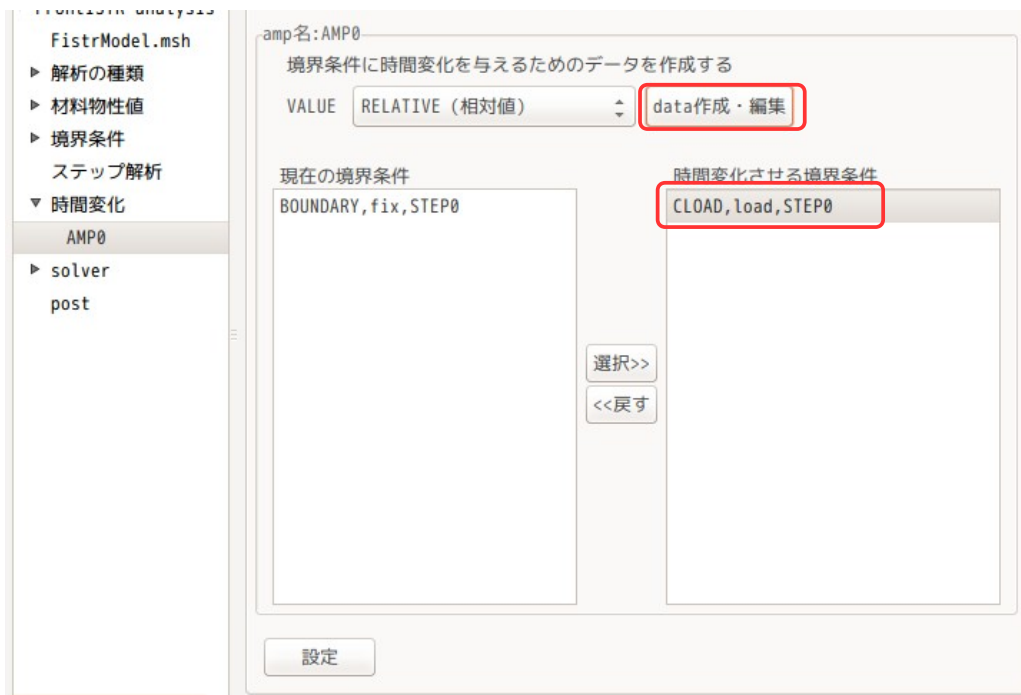 FistrModel.msh
解析の種類
材料物性値
境界条件
ステップ解析
時間変化
AMP0
solver
post
amp名:AMP0
境界条件に時間変化を与えるためのデータを作成する
VALUE RELATIVE (相対値) data作成・編集
現在の境界条件
BOUNDARY,fix,STEP0
選択>>
<<戻す
時間変化させる境界条件
CLOAD,load,STEP0
設定